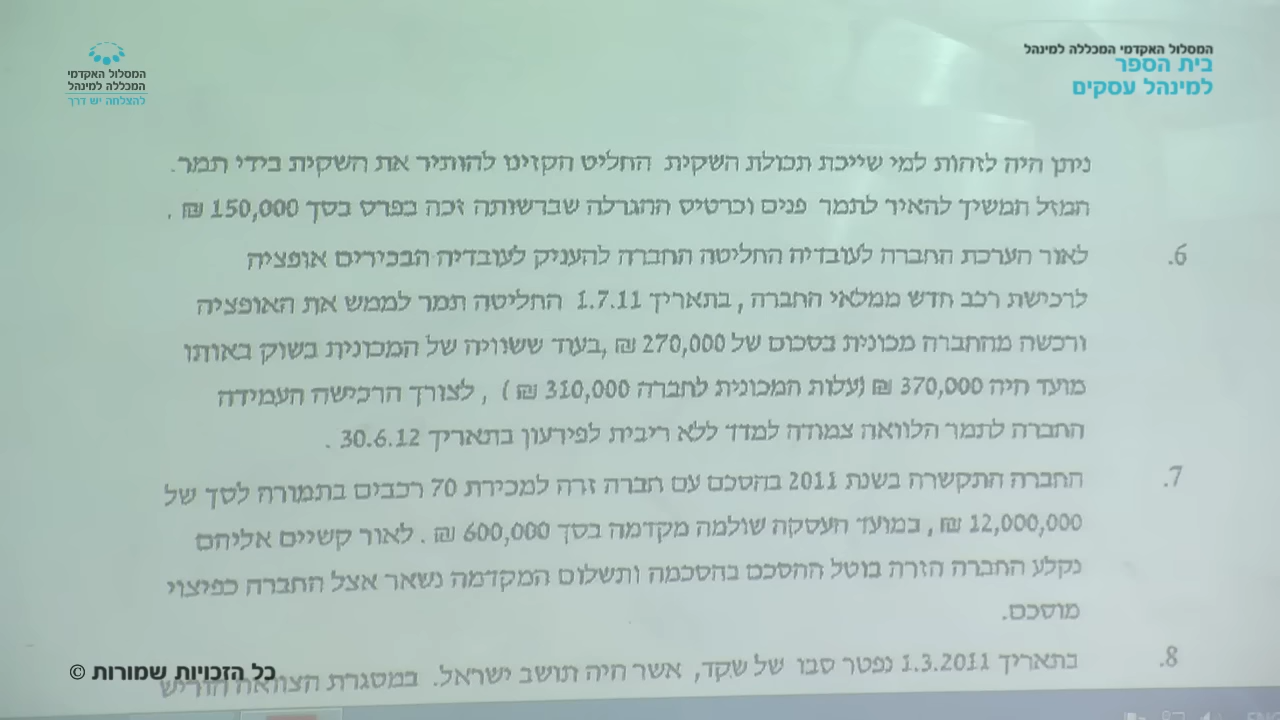 המסלול האקדמי המכללה למינהל
בית הספר
למינהל עסקים
המסלול האקדמי
המכללה למינהל
להצלחה יש דרך
ניתן היה לזהות למי שייכת תכולת השקית החליט הקזינו להותיר את השקית בידי תמר.
המזל המשיך להאיר לתמר פנים וכרטיס ההגרלה שברשותה זכה בפרס בסך 150,000 ₪ .
6. לאור הערכת החברה לעובדיה החליטה החברה להעניק לעובדיה הבכירים אופציה
לרכישת רכב חדש ממלאי החברה , בתאריך 1.7.11 החליטה תמר לממש את האופציה
ורכשה מהחברה מכונית בסכום של 270,000 ₪ ,בעוד ששוויה של המכונית בשוק באותו
מועד היה 370,000 ₪ (עלות המכונית לחברה 310,000 ₪ ) , לצורך הרכישה העמידה
החברה לתמר הלוואה צמודה למדד ללא ריבית לפירעון בתאריך 30.6.12 .
7. החברה התקשרה בשנת 2011 בהסכם עם חברה זרה למכירת 70 רכבים בתמורה לסך של
12,000,000 ₪ , במועד העסקה שולמה מקדמה בסך 600,000 ₪ . לאור קשיים אליהם
נקלע החברה הזרה בוטל ההסכם בהסכמה ותשלום המקדמה נשאר אצל החברה כפיצוי
מוסכם.
8. בתאריך 1.3.2011 נפטר סבו של שקד, אשר היה תושב ישראל. במסגרת הצוואה הוריש
כל הזכויות שמורות ©
ENG